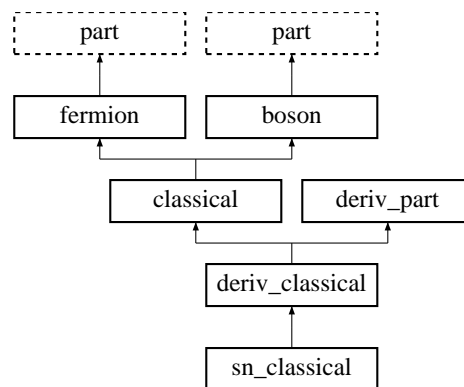 part part
fermion boson
classical deriv_part
deriv_classical
sn_classical